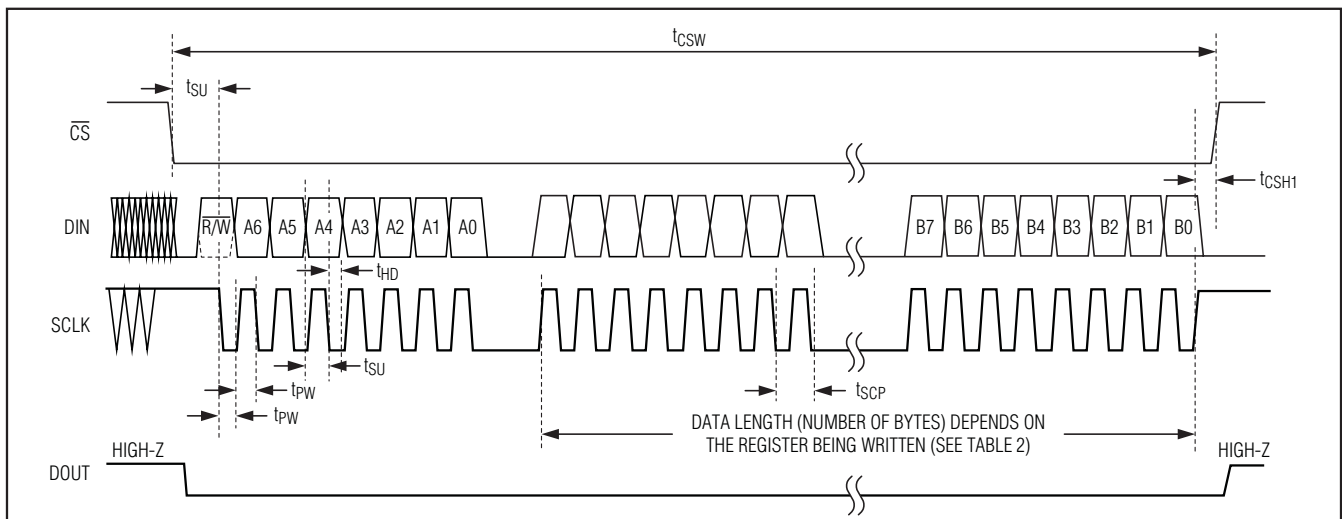 tCSW
tSU
CS
tCSH1
DIN
R/W A6 A5 A4 A3 A2 A1 A0
B7 B6 B5 B4 B3 B2 B1 B0
tHD
SCLK
tSU
tPW
tPW
tSCP
DATA LENGTH (NUMBER OF BYTES) DEPENDS ON
THE REGISTER BEING WRITTEN (SEE TABLE 2)
HIGH-Z
HIGH-Z
DOUT